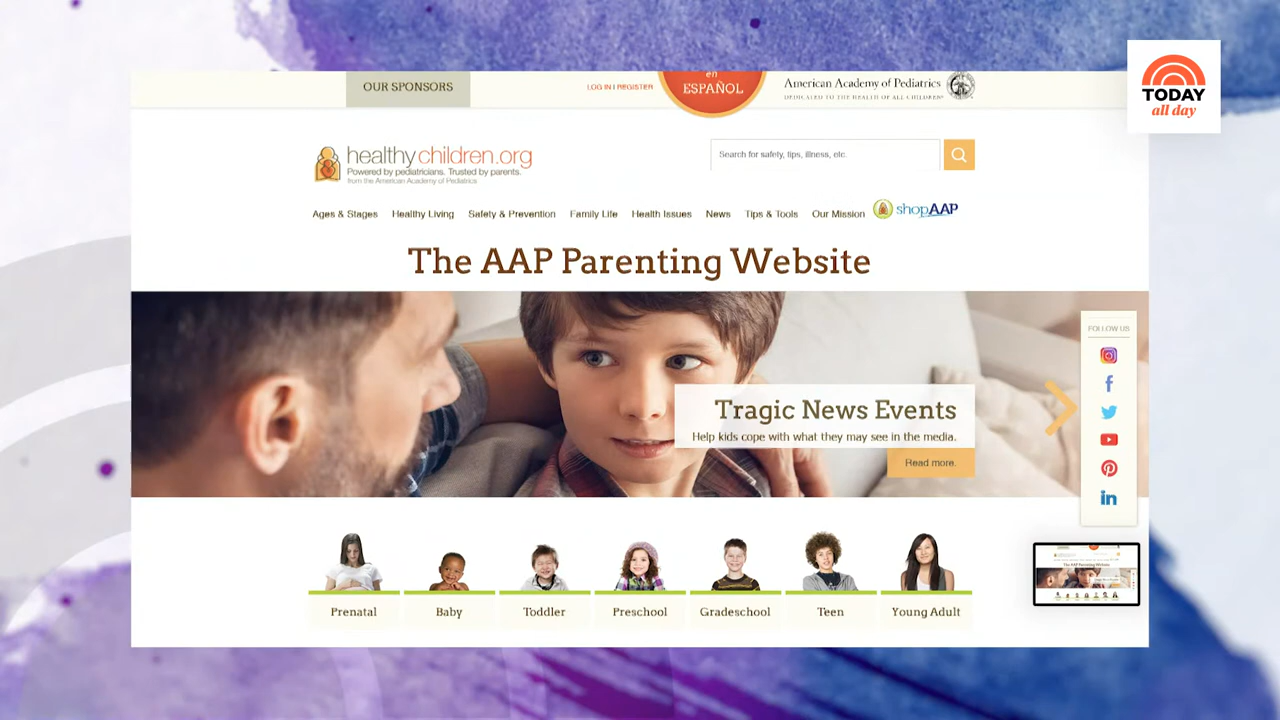 OUR SPONSORS
LOG IN | REGISTER
en
ESPAÑOL
American Academy of Pediatrics
DEDICATED TO THE HEALTH OF ALL CHILDREN®
TODAY
all day
healthychildren.org
Powered by pediatricians. Trusted by parents.
from the American Academy of Pediatrics
Search for safety, tips, illness, etc.
Ages & Stages Healthy Living Safety & Prevention Family Life Health Issues News Tips & Tools Our Mission shopAAP
The AAP Parenting Website
FOLLOW US
Tragic News Events
Help kids cope with what they may see in the media.
Read more.
Prenatal Baby Toddler Preschool Gradeschool Teen Young Adult
The AAP Parenting Website